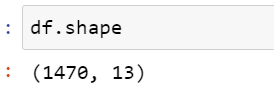 : df.shape
: (1470, 13)